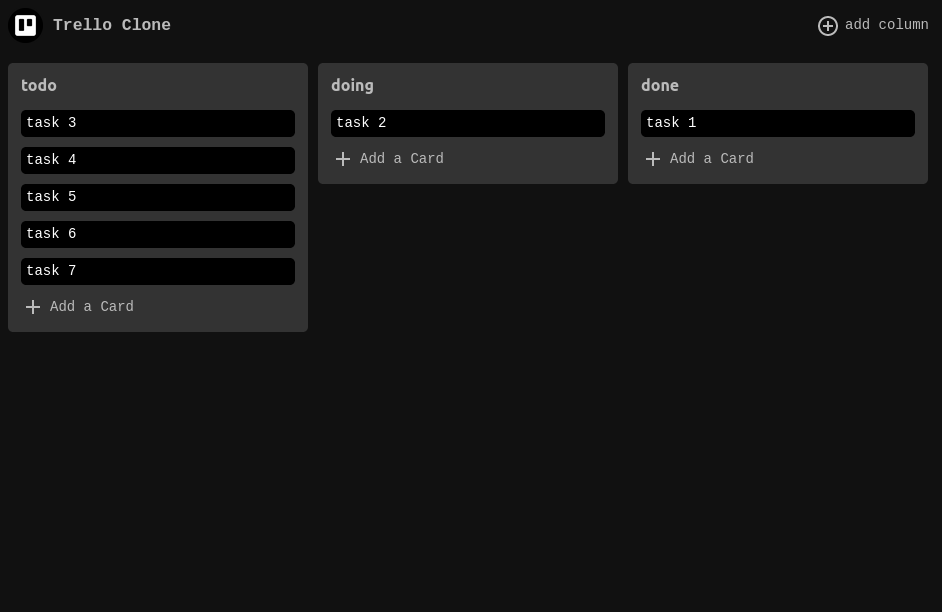 Trello Clone
add column
todo
task 3
task 4
task 5
task 6
task 7
Add a Card
doing
task 2
Add a Card
done
task 1
Add a Card